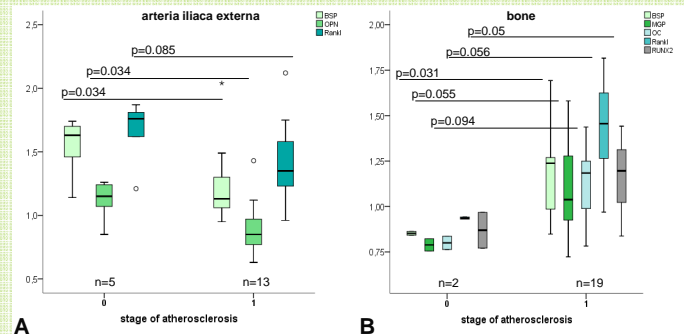 arteria iliaca externa
BSP
OPN
Rankl
2,5
2,0
1,5
1,0
0,5
p=0.085
p=0.034
p=0.034
*
n=5
n=13
0
1
stage of atherosclerosis
A
bone
BSP
MGP
OC
Rankl
RUNX2
2,00
1,75
1,50
1,25
1,00
0,75
p=0.05
p=0.056
p=0.031
p=0.055
p=0.094
n=2
n=19
0
1
stage of atherosclerosis
B